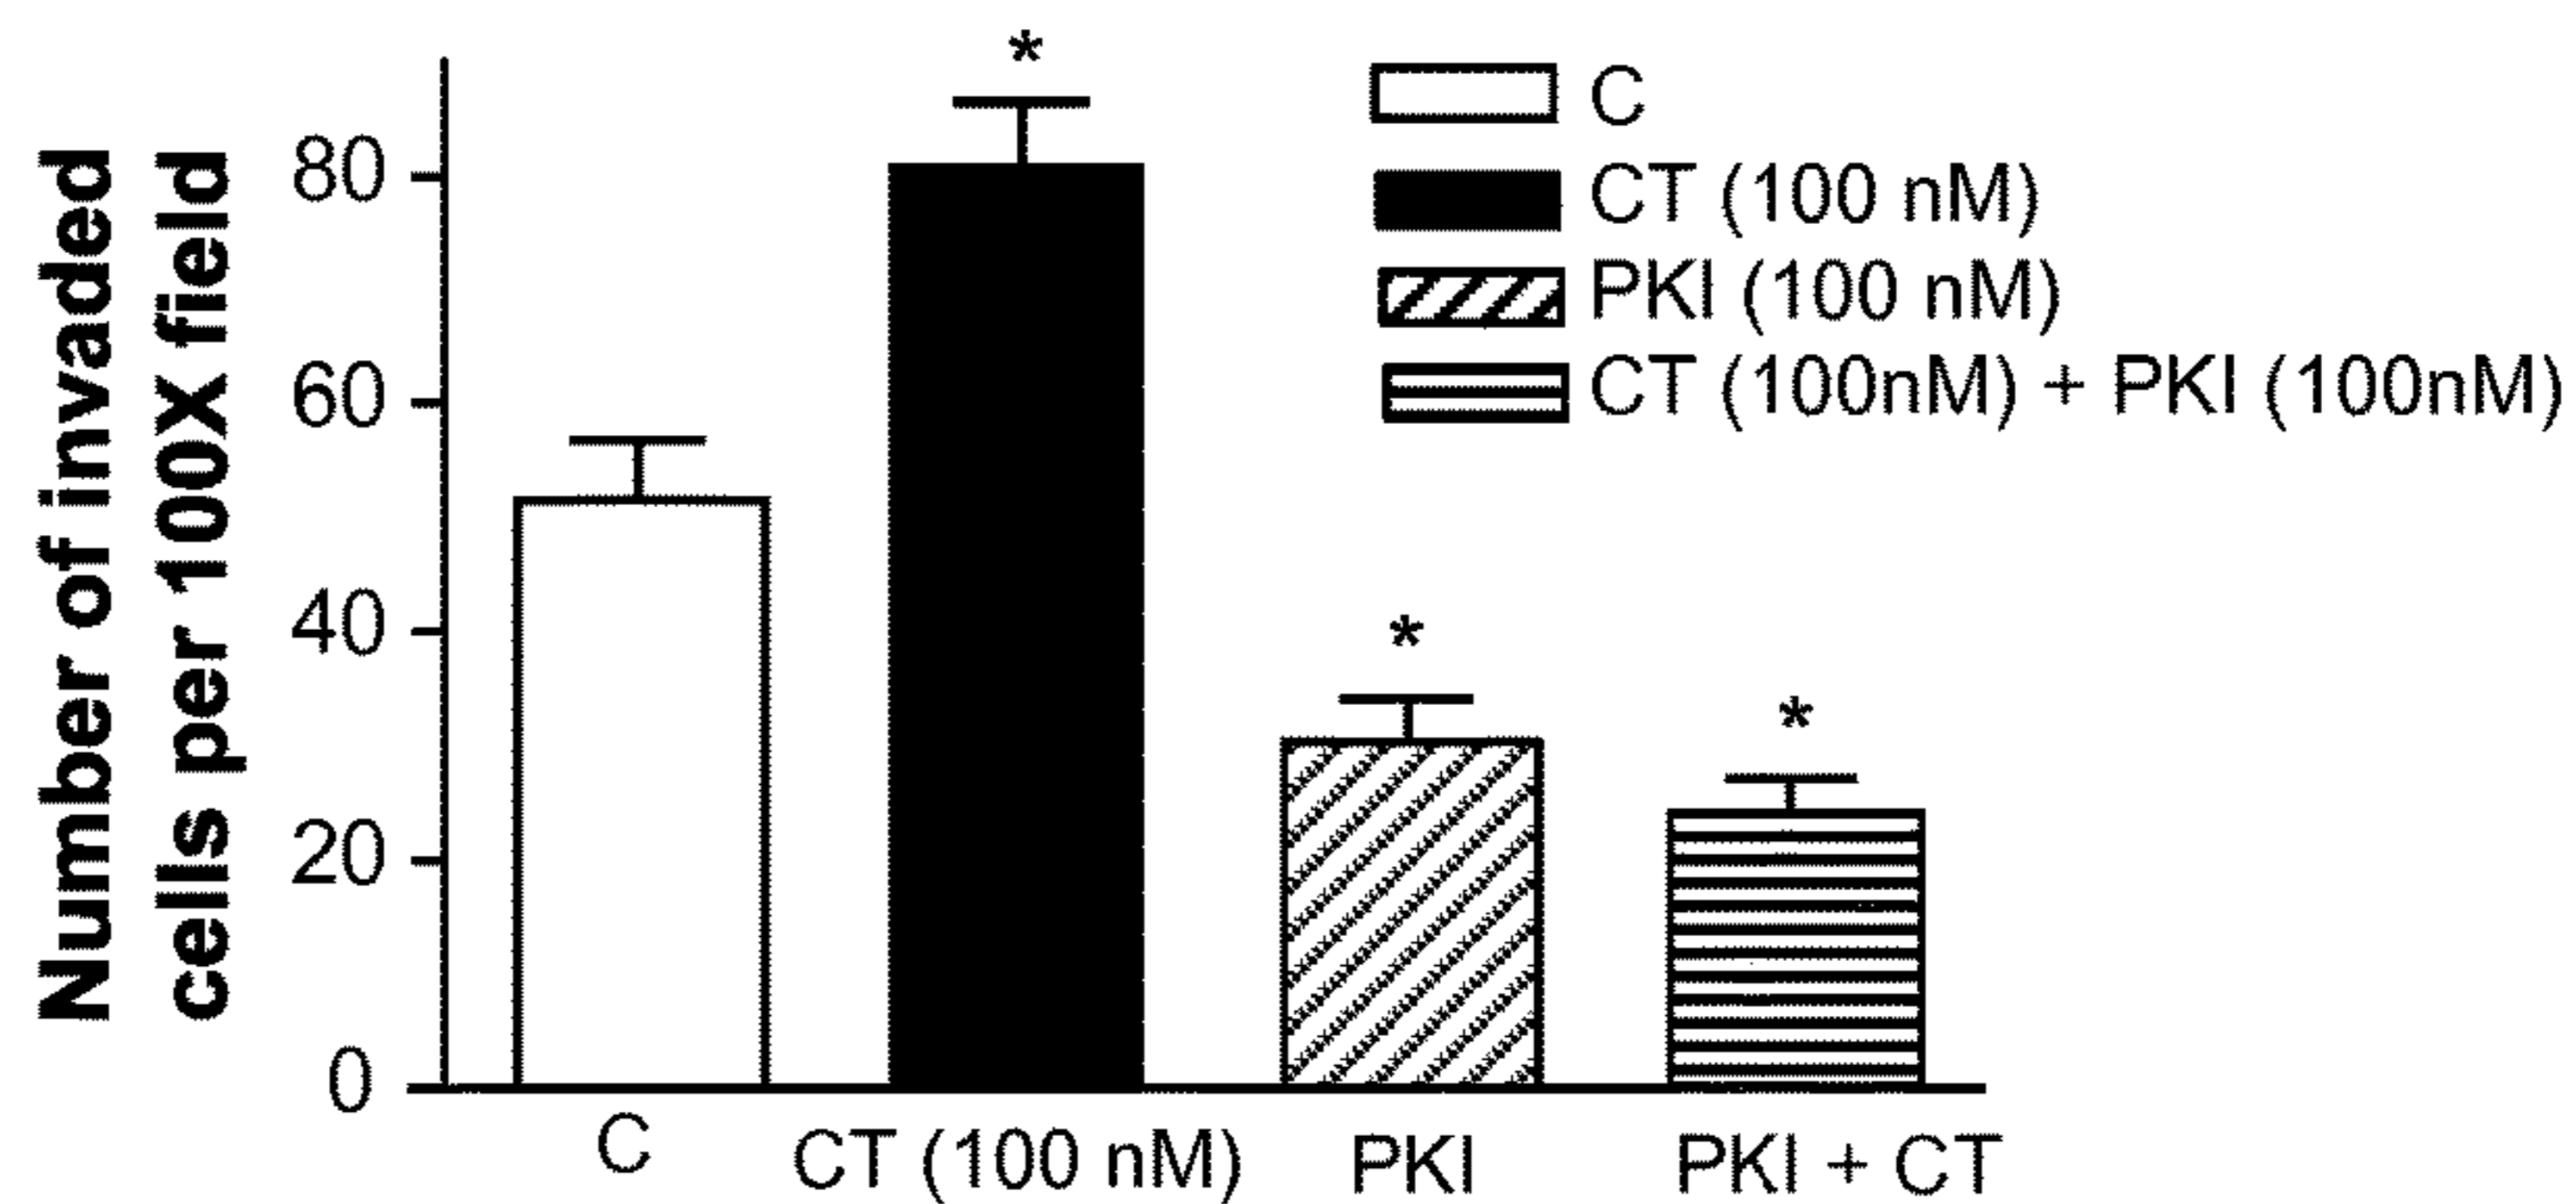 Number of invaded
cells per 100X field
80
60
40
20
0
*
*
*
C
CT (100 nM)
PKI (100 nM)
CT (100nM) + PKI (100nM)
C
CT (100 nM)
PKI
PKI + CT